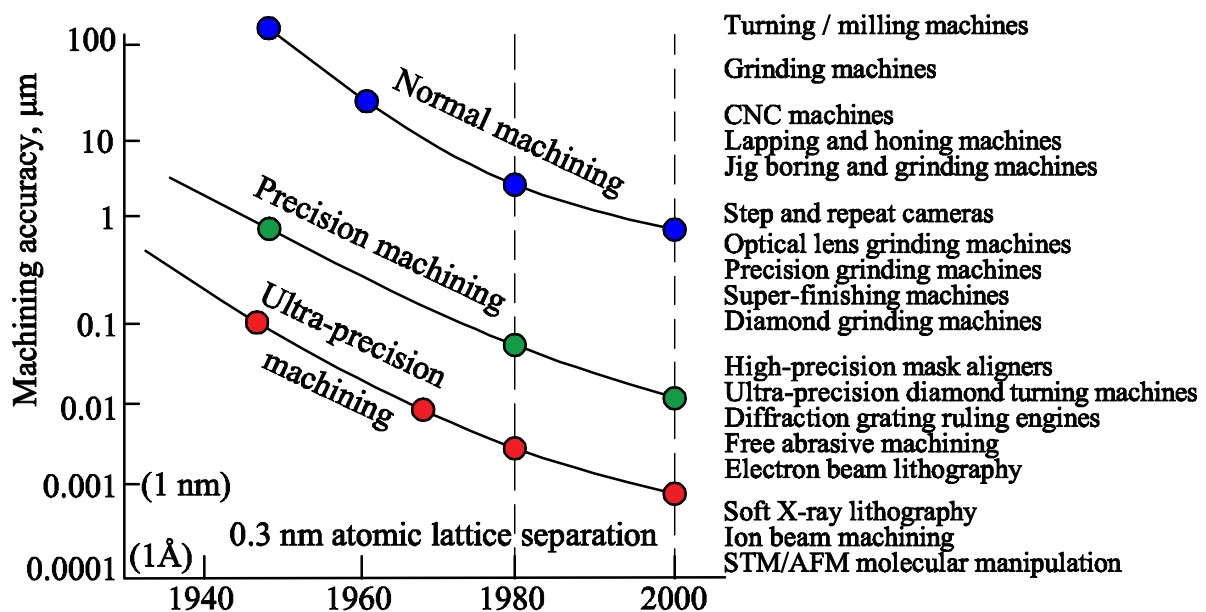 Machining accuracy, μm
100
10
1
0.1
0.01
0.001
0.0001
(1 nm)
(1Å)
Normal machining
Precision machining
Ultra-precision
machining
0.3 nm atomic lattice separation
1940
1960
1980
2000
Turning / milling machines
Grinding machines
CNC machines
Lapping and honing machines
Jig boring and grinding machines
Step and repeat cameras
Optical lens grinding machines
Precision grinding machines
Super-finishing machines
Diamond grinding machines
High-precision mask aligners
Ultra-precision diamond turning machines
Diffraction grating ruling engines
Free abrasive machining
Electron beam lithography
Soft X-ray lithography
Ion beam machining
STM/AFM molecular manipulation